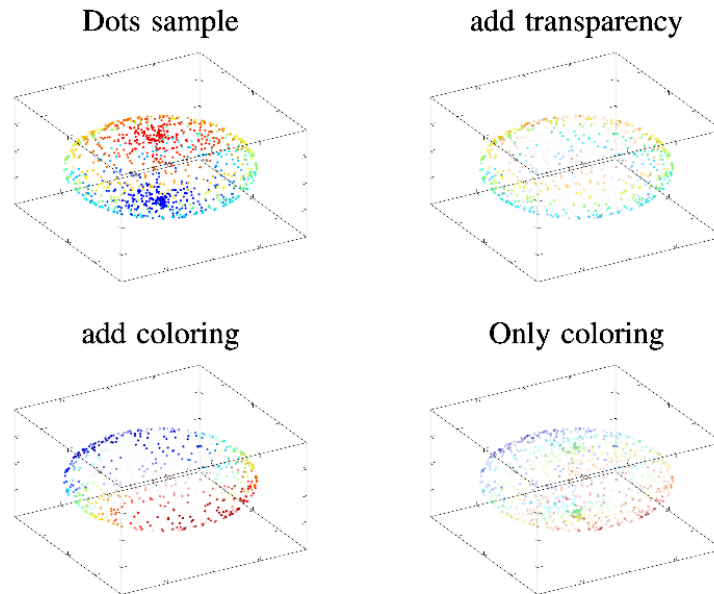 Dots sample
add transparency
add coloring
Only coloring